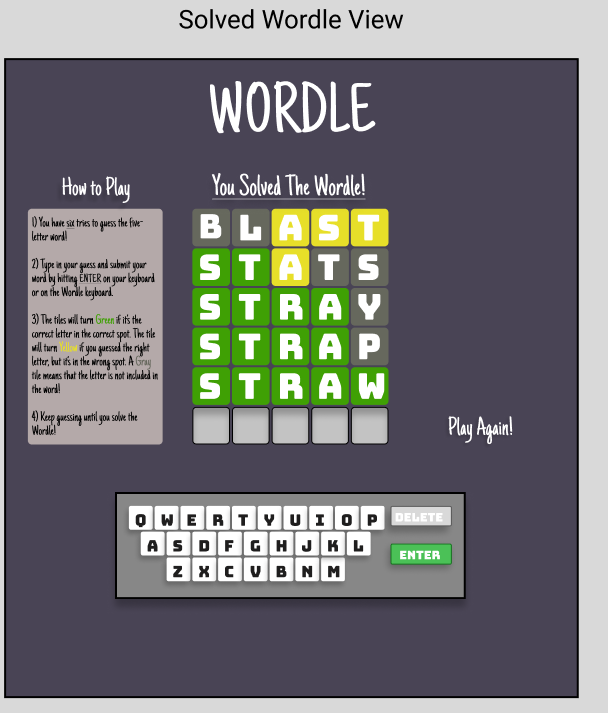 Solved Wordle View
WORDLE
How to Play
1) You have six tries to guess the five-
letter word!
2) Type in your guess and submit your
word by hitting ENTER on your keyboard
or on the Wordle keyboard.
3) The tiles will turn Green if it's the
correct letter in the correct spot. The tile
will turn Yellow if you guessed the right
letter, but it's in the wrong spot. A Gray
tile means that the letter is not included in
the word!
4) Keep guessing until you solve the
Wordle!
You Solved The Wordle!
B L A S T
S T A T S
S T R A Y
S T R A P
S T R A W
Play Again!
Q W E R T Y U I O P DELETE
A S D F G H J K L ENTER
Z X C V B N M